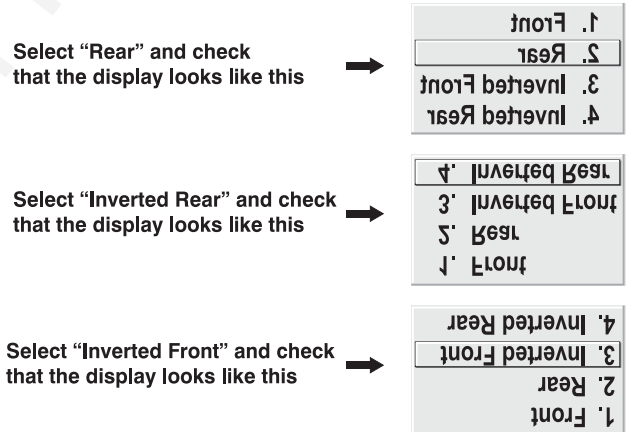 Select “Rear” and check
that the display looks like this
1. Front
2. Rear
3. Inverted Front
4. Inverted Rear
Select “Inverted Rear” and check
that the display looks like this
4. Inverted Rear
3. Inverted Front
2. Rear
1. Front
Select “Inverted Front” and check
that the display looks like this
4. Inverted Rear
3. Inverted Front
2. Rear
1. Front